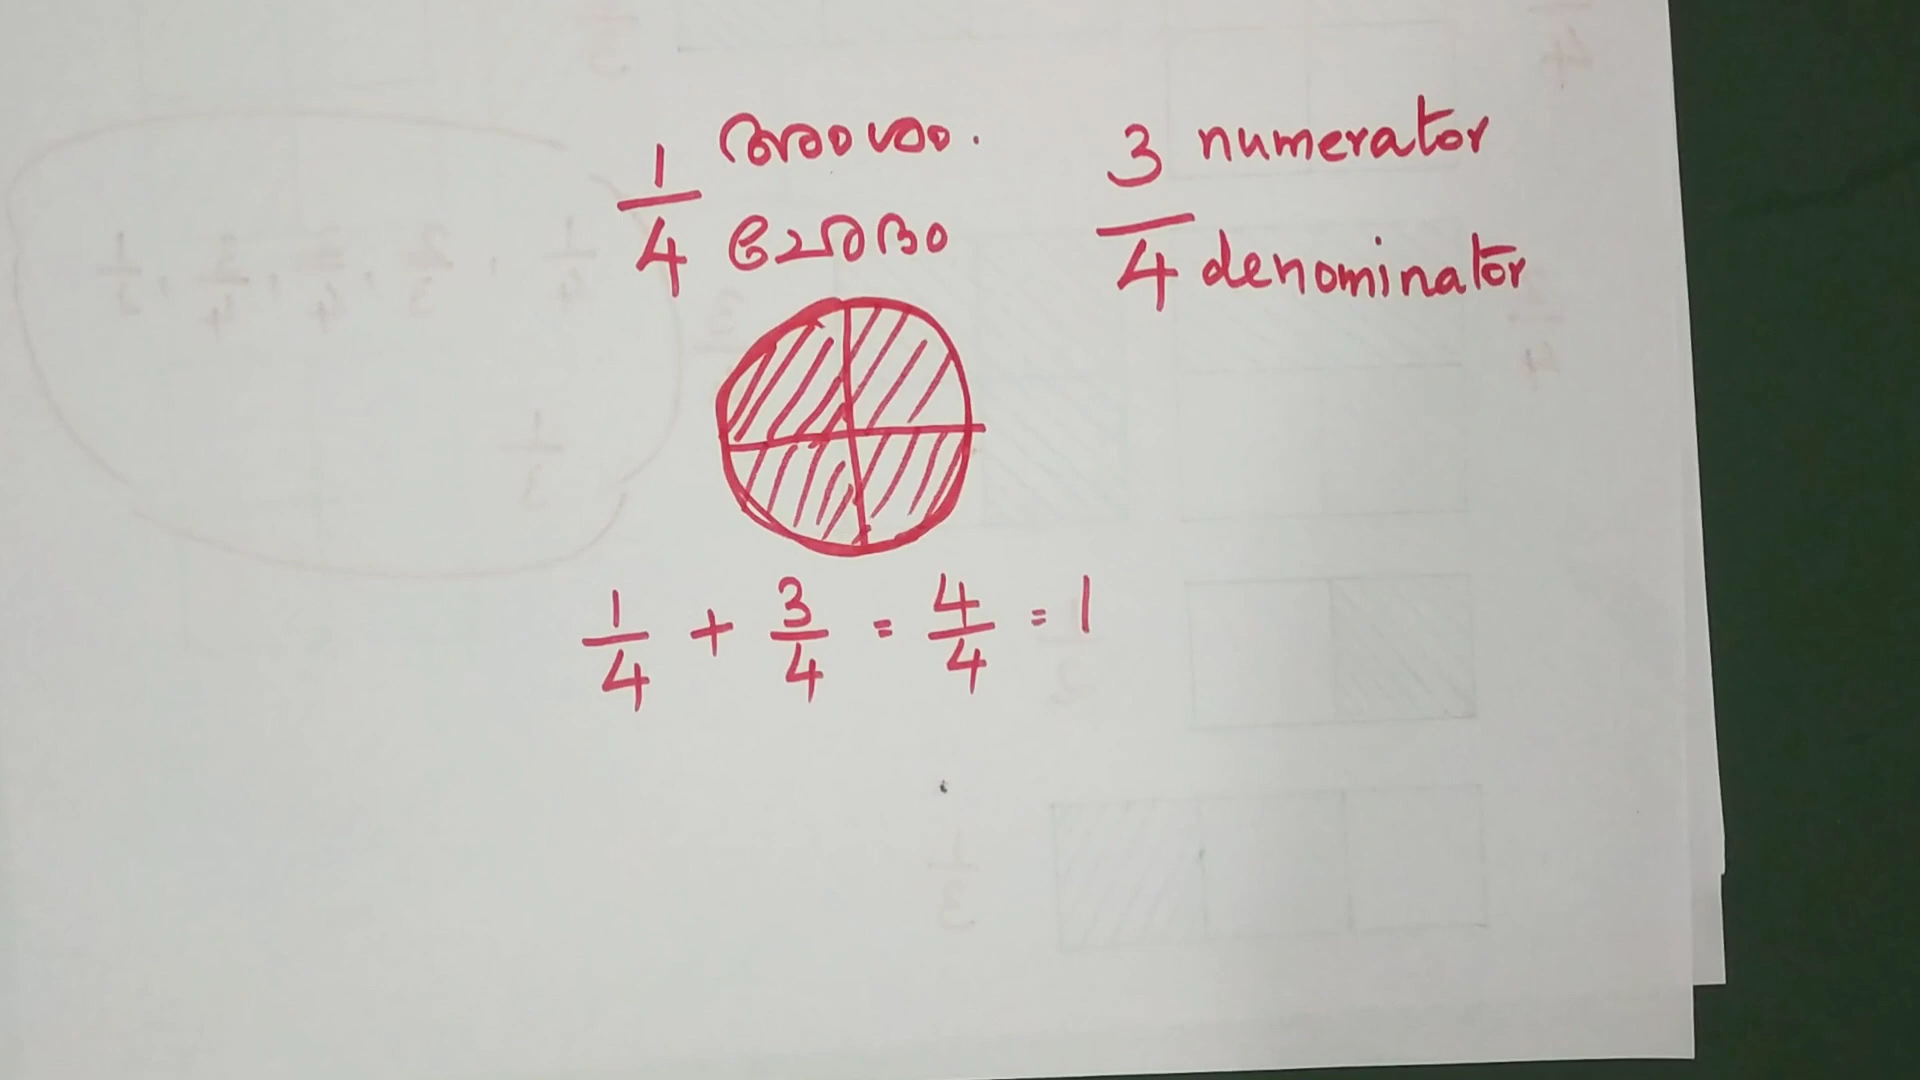 1/4 അംശം. 3/4 numerator
ഛേദം denominator
1/4 + 3/4 = 4/4 = 1